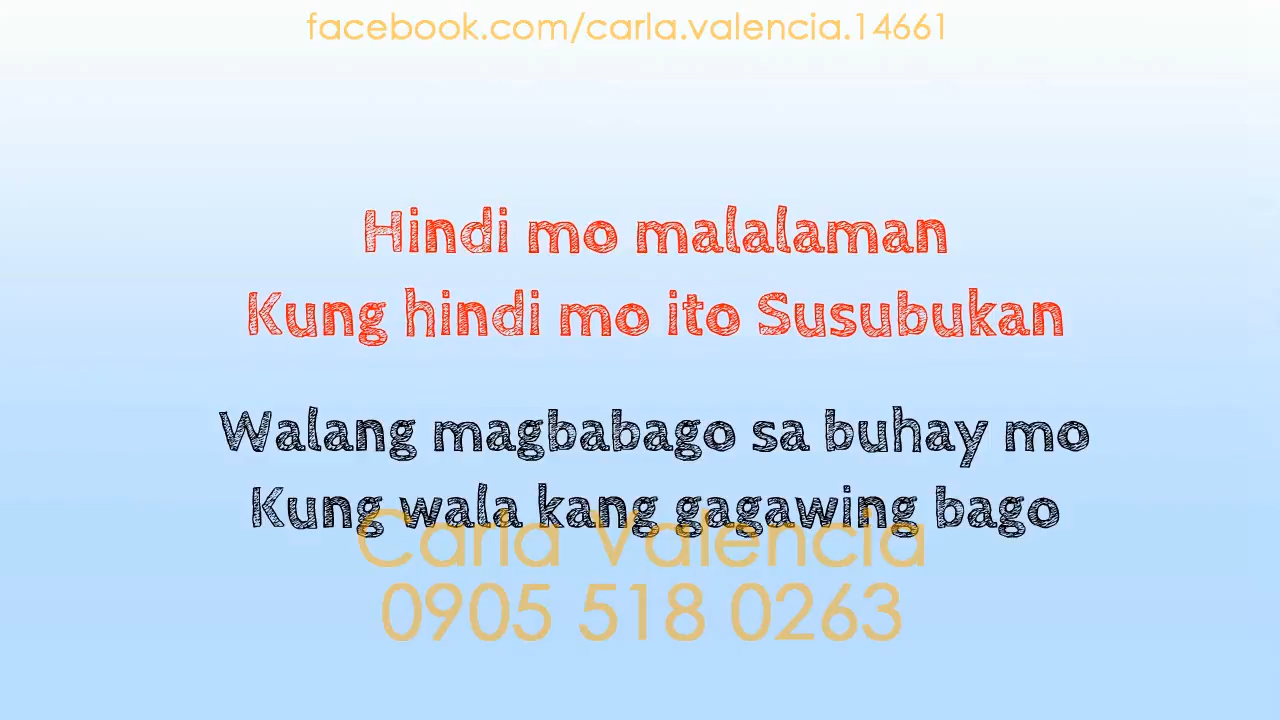 facebook.com/carla.valencia.14661
Hindi mo malalaman
Kung hindi mo ito Susubukan
Walang magbabago sa buhay mo
Kung wala kang gagawing bago
Carla Valencia
0905 518 0263